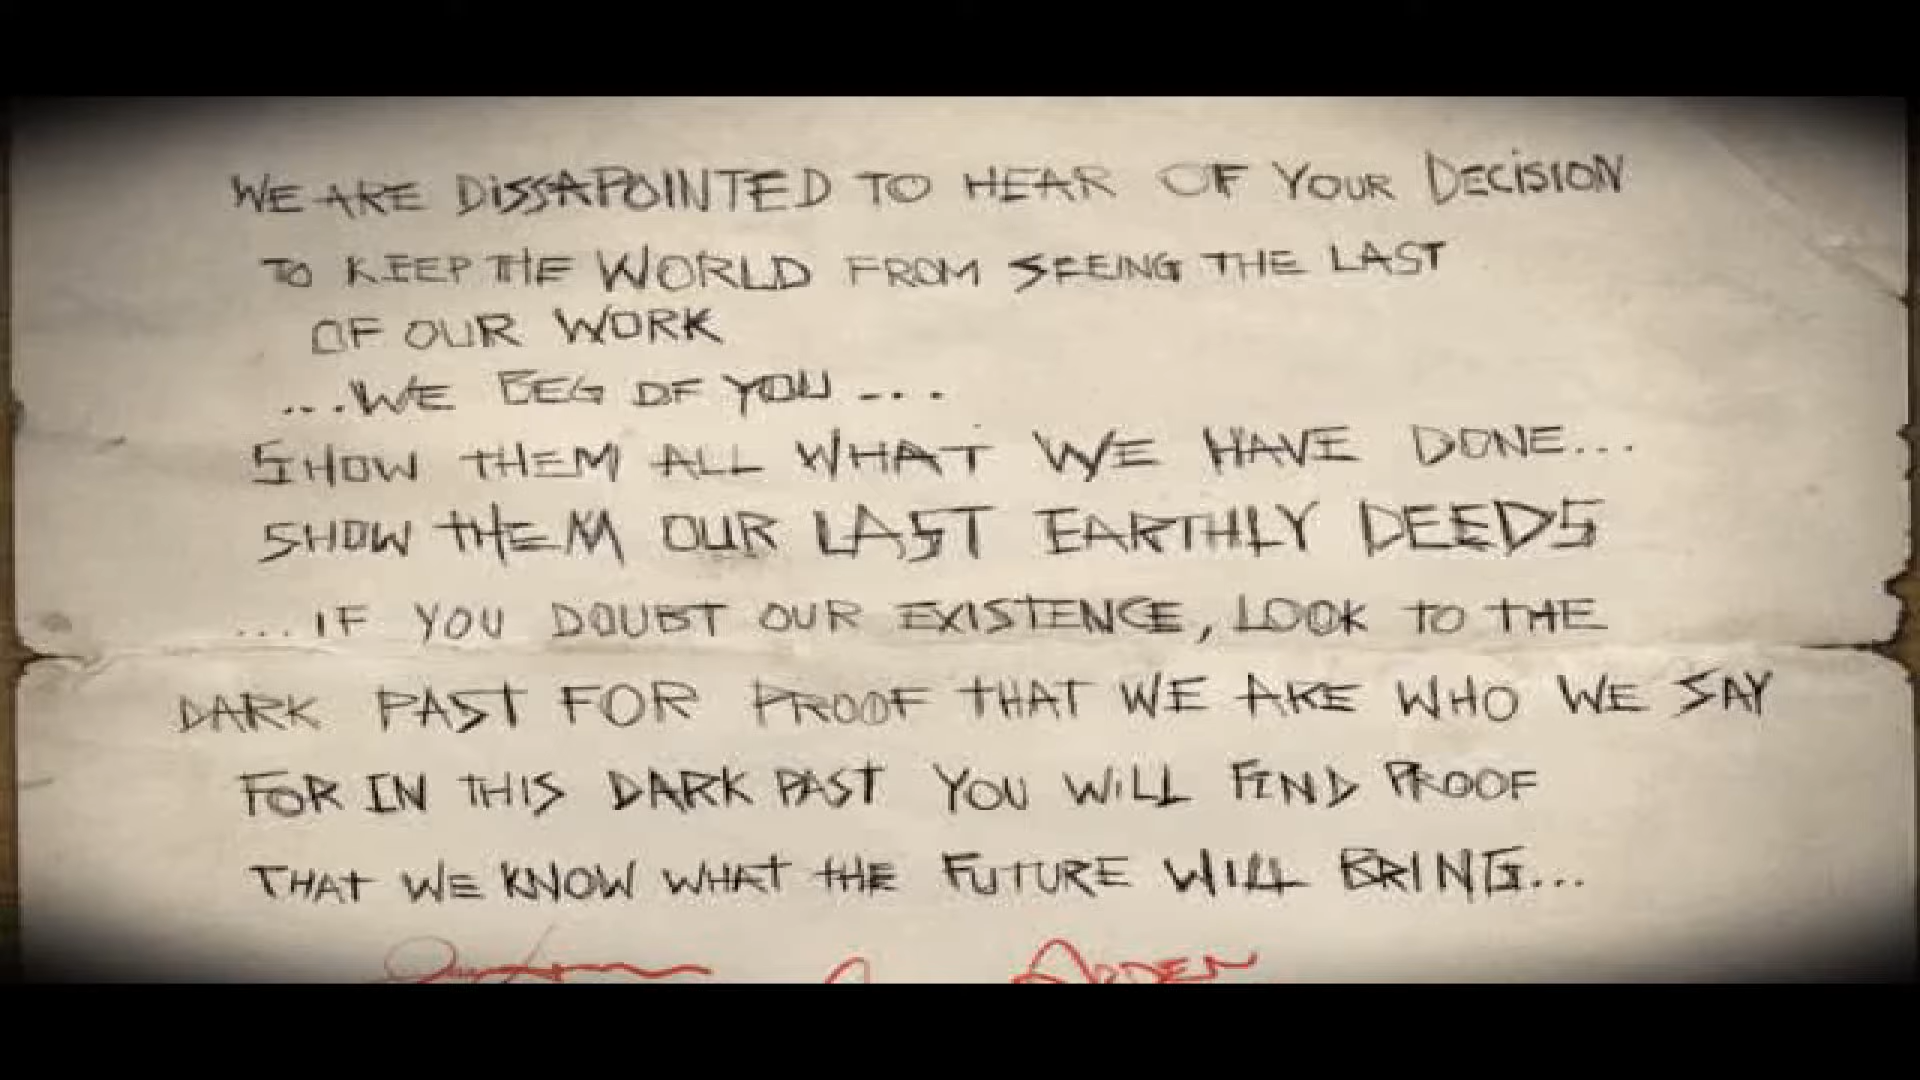 WE ARE DISSAPOINTED TO HEAR OF YOUR DECISION
TO KEEP THE WORLD FROM SEEING THE LAST
OF OUR WORK
...WE BEG OF YOU ---
SHOW THEM ALL WHAT WE HAVE DONE...
SHOW THEM OUR LAST EARTHLY DEEDS
...IF YOU DOUBT OUR EXISTENCE, LOOK TO THE
DARK PAST FOR PROOF THAT WE ARE WHO WE SAY
FOR IN THIS DARK PAST YOU WILL FIND PROOF
THAT WE KNOW WHAT THE FUTURE WILL BRING...